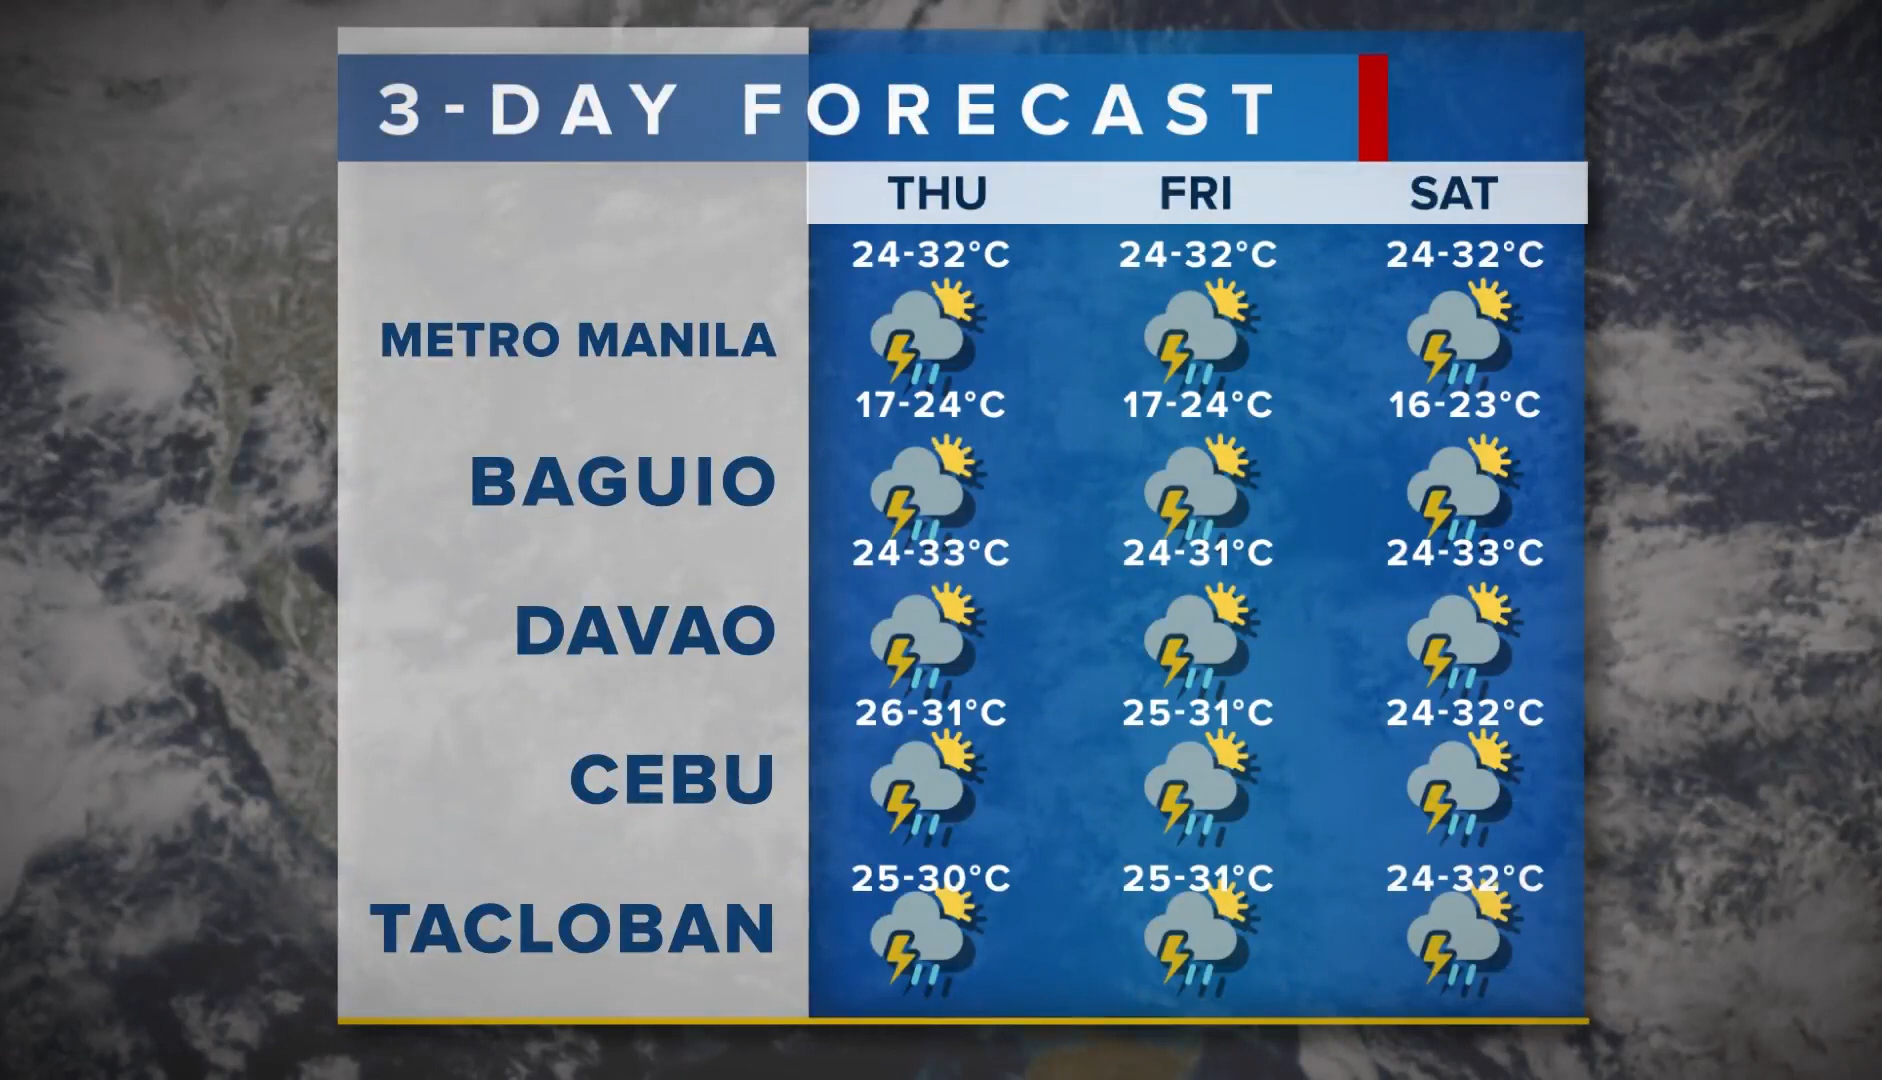 3-DAY FORECAST
THU FRI SAT
24-32°C 24-32°C 24-32°C
METRO MANILA
17-24°C 17-24°C 16-23°C
BAGUIO
24-33°C 24-31°C 24-33°C
DAVAO
26-31°C 25-31°C 24-32°C
CEBU
25-30°C 25-31°C 24-32°C
TACLOBAN